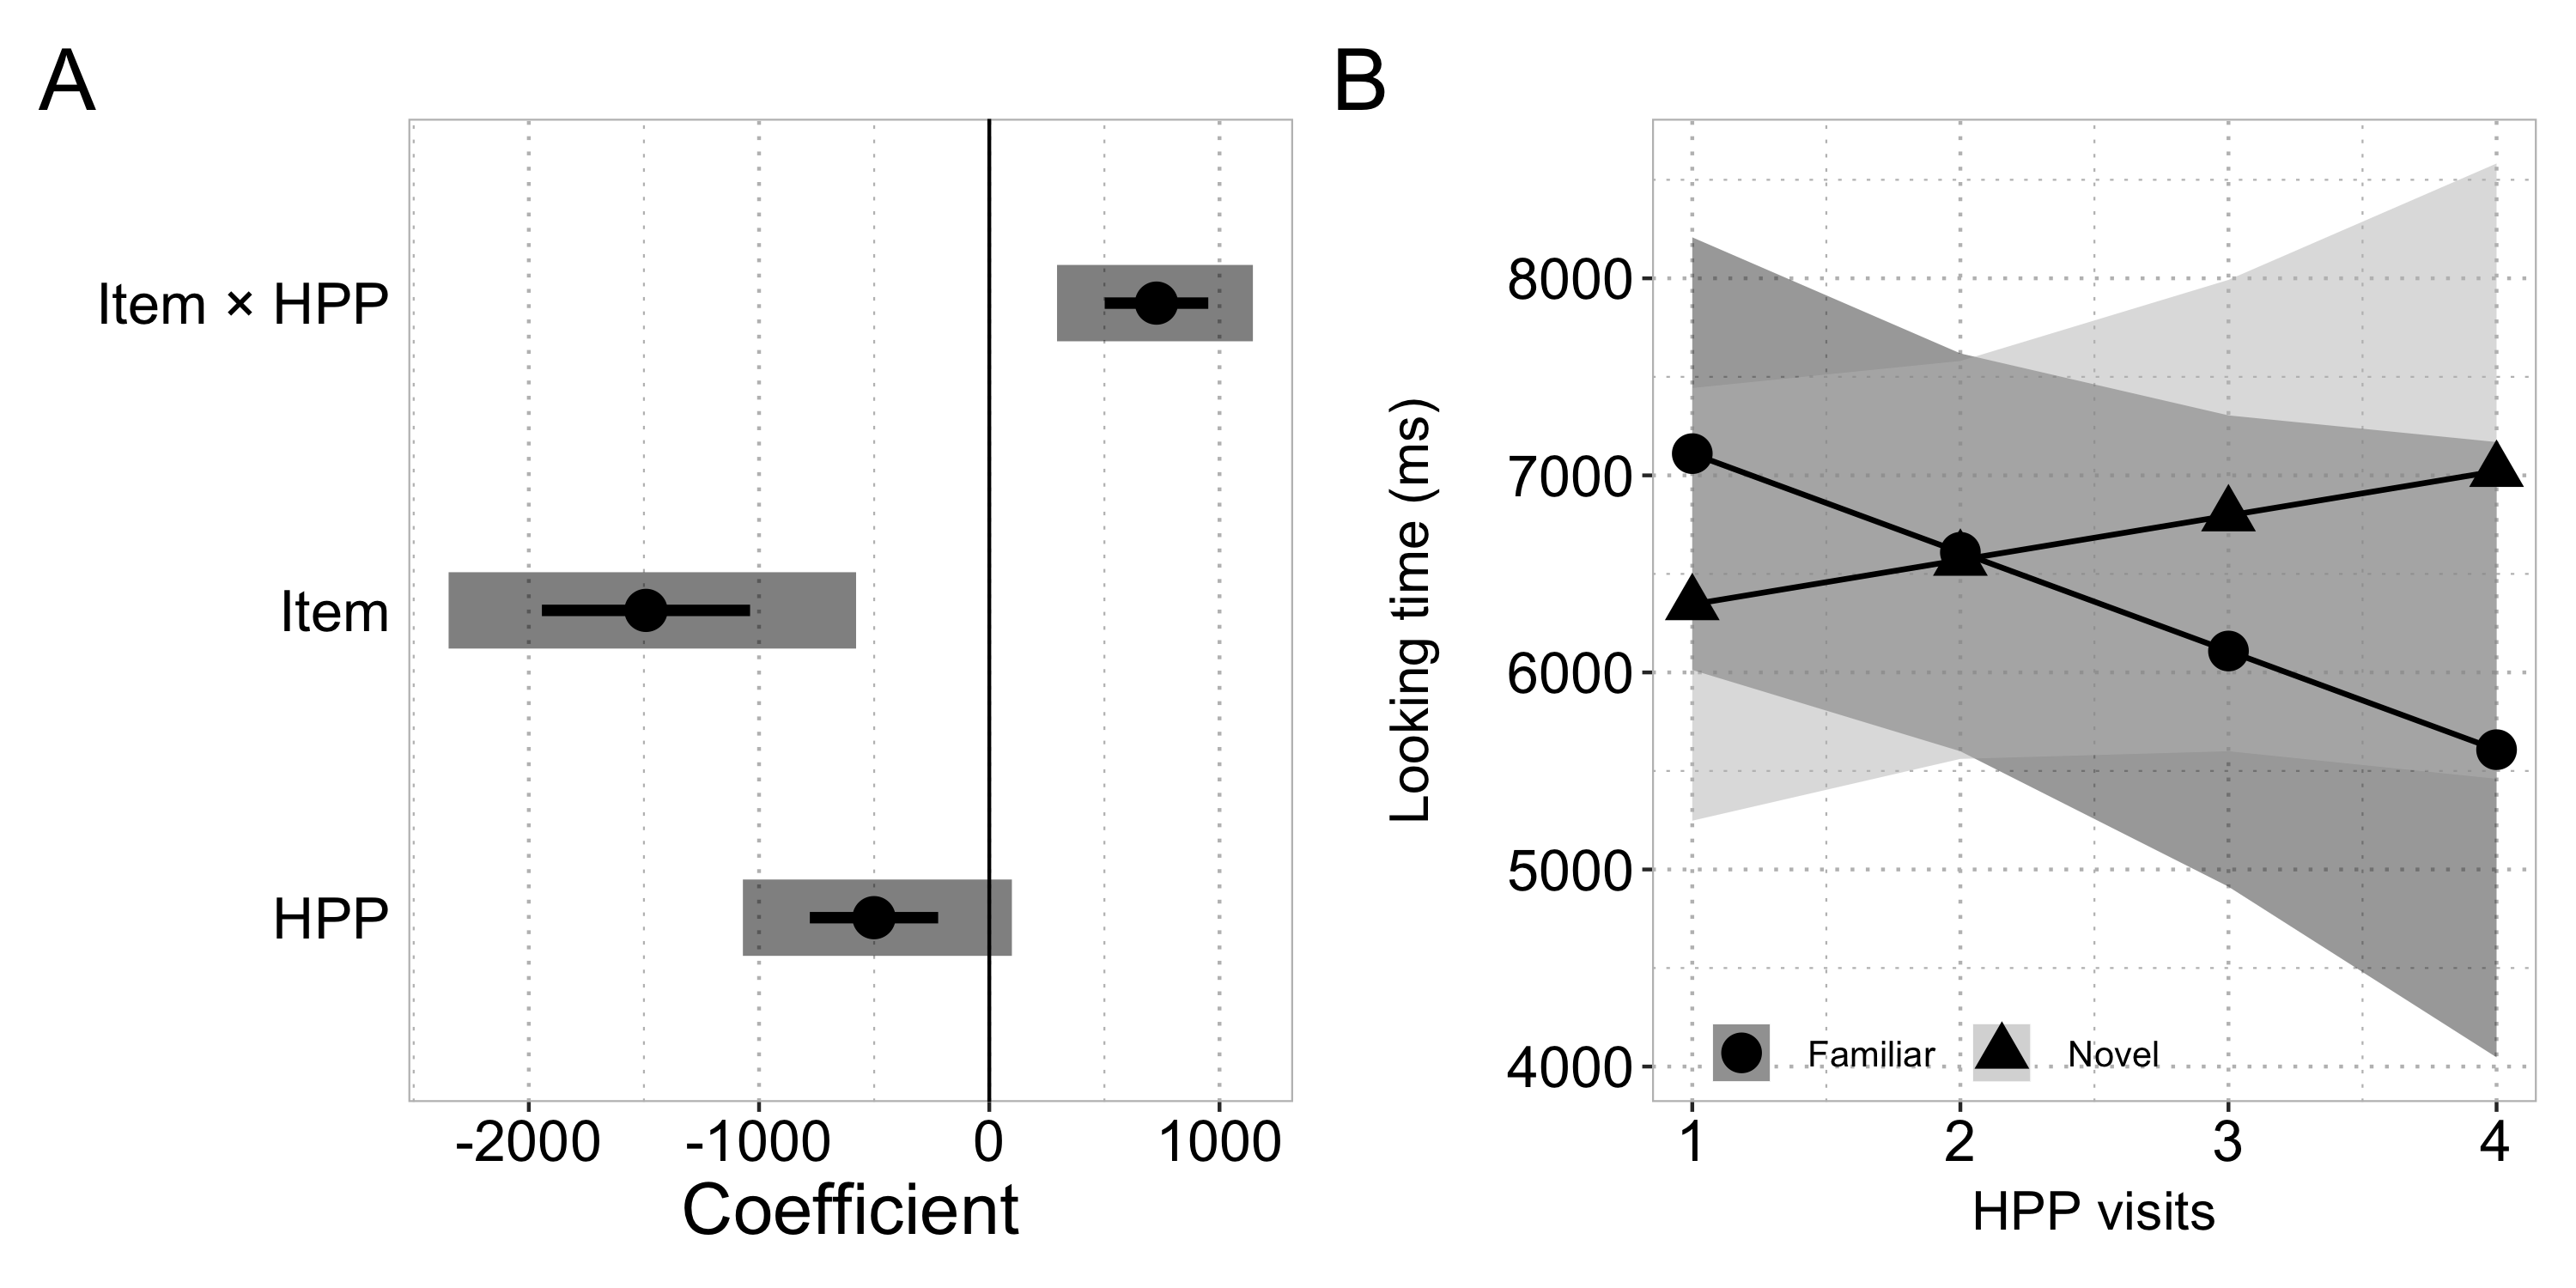 A
Item × HPP
Item
HPP
-2000 -1000 0 1000
Coefficient
B
Looking time (ms)
8000
7000
6000
5000
4000
Familiar Novel
1 2 3 4
HPP visits